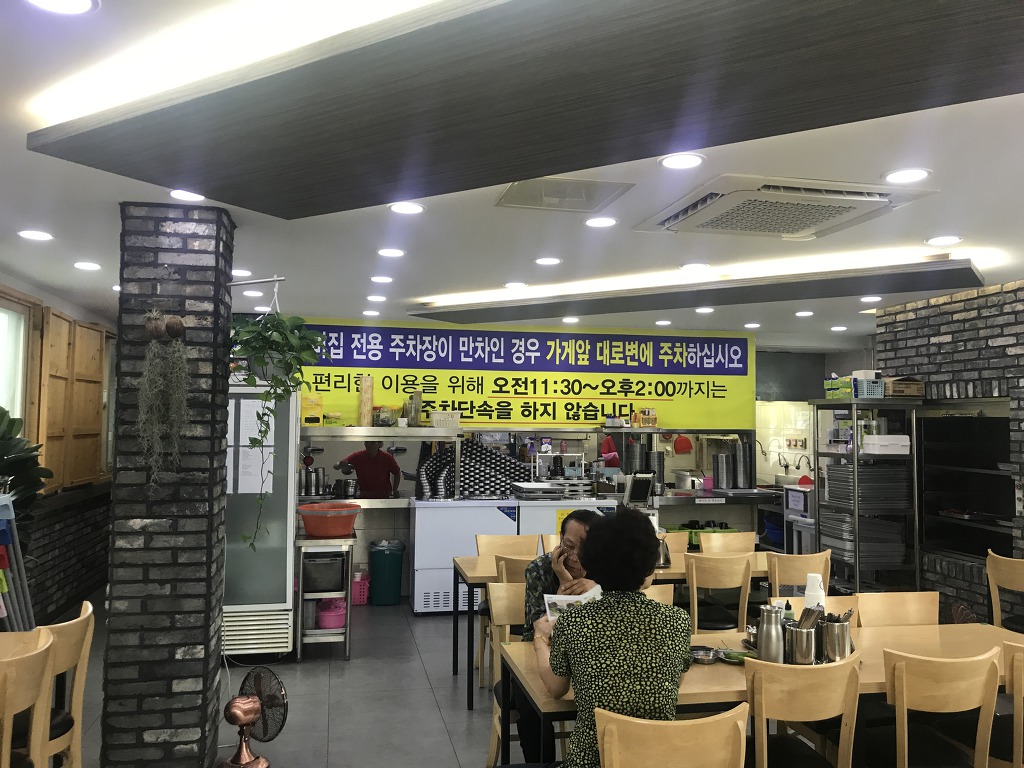 집 전용 주차장이 만차인 경우 가게앞 대로변에 주차하십시오
편리한 이용을 위해 오전11:30~오후2:00까지는
주차단속을 하지 않습니다